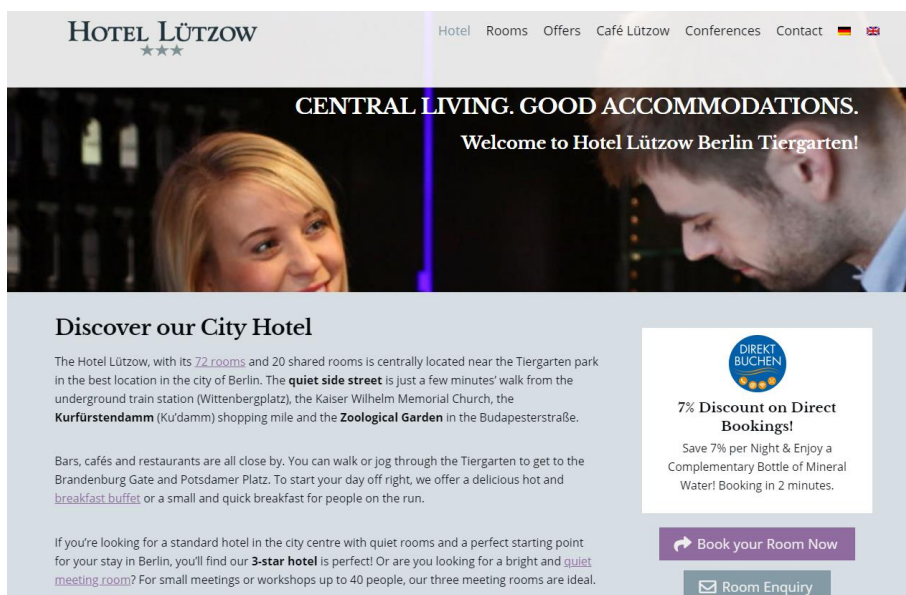 HOTEL LÜTZOW
Hotel Rooms Offers Café Lützow Conferences Contact
CENTRAL LIVING. GOOD ACCOMMODATIONS.
Welcome to Hotel Lützow Berlin Tiergarten!
Discover our City Hotel
The Hotel Lützow, with its 72 rooms and 20 shared rooms is centrally located near the Tiergarten park
in the best location in the city of Berlin. The quiet side street is just a few minutes' walk from the
underground train station (Wittenbergplatz), the Kaiser Wilhelm Memorial Church, the
Kurfürstendamm (Ku'damm) shopping mile and the Zoological Garden in the Budapesterstraße.
Bars, cafés and restaurants are all close by. You can walk or jog through the Tiergarten to get to the
Brandenburg Gate and Potsdamer Platz. To start your day off right, we offer a delicious hot and
breakfast buffet or a small and quick breakfast for people on the run.
If you're looking for a standard hotel in the city centre with quiet rooms and a perfect starting point
for your stay in Berlin, you'll find our 3-star hotel is perfect! Or are you looking for a bright and quiet
meeting room? For small meetings or workshops up to 40 people, our three meeting rooms are ideal.
DIREKT
BUCHEN
7% Discount on Direct
Bookings!
Save 7% per Night & Enjoy a
Complementary Bottle of Mineral
Water! Booking in 2 minutes.
Book your Room Now
Room Enquiry